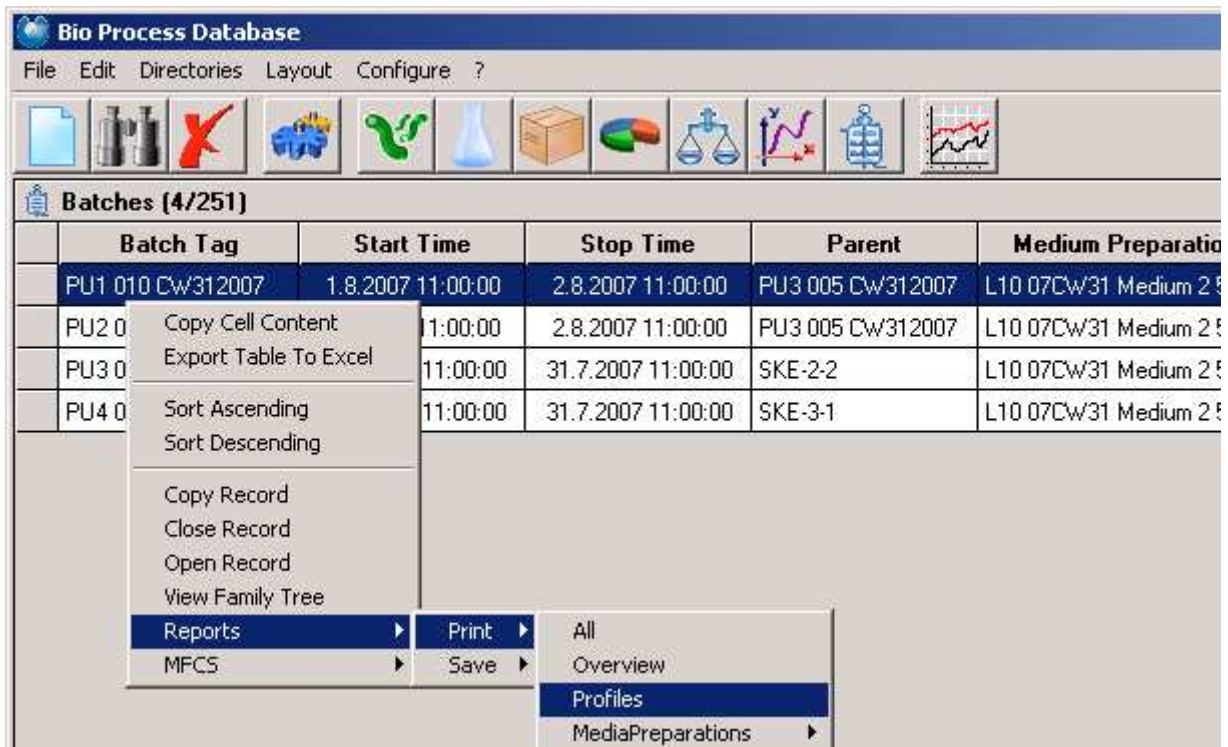 Bio Process Database
File Edit Directories Layout Configure ?
Batches (4/251)
Batch Tag Start Time Stop Time Parent Medium Preparatio
PU1 010 CW312007 1.8.2007 11:00:00 2.8.2007 11:00:00 PU3 005 CW312007 L10 07CW31 Medium 2 5
PU2 0 11:00:00 2.8.2007 11:00:00 PU3 005 CW312007 L10 07CW31 Medium 2 5
PU3 0 11:00:00 31.7.2007 11:00:00 SKE-2-2 L10 07CW31 Medium 2 5
PU4 0 11:00:00 31.7.2007 11:00:00 SKE-3-1 L10 07CW31 Medium 2 5
Copy Cell Content
Export Table To Excel
Sort Ascending
Sort Descending
Copy Record
Close Record
Open Record
View Family Tree
Reports Print All
MFCS Save Overview
Profiles
MediaPreparations